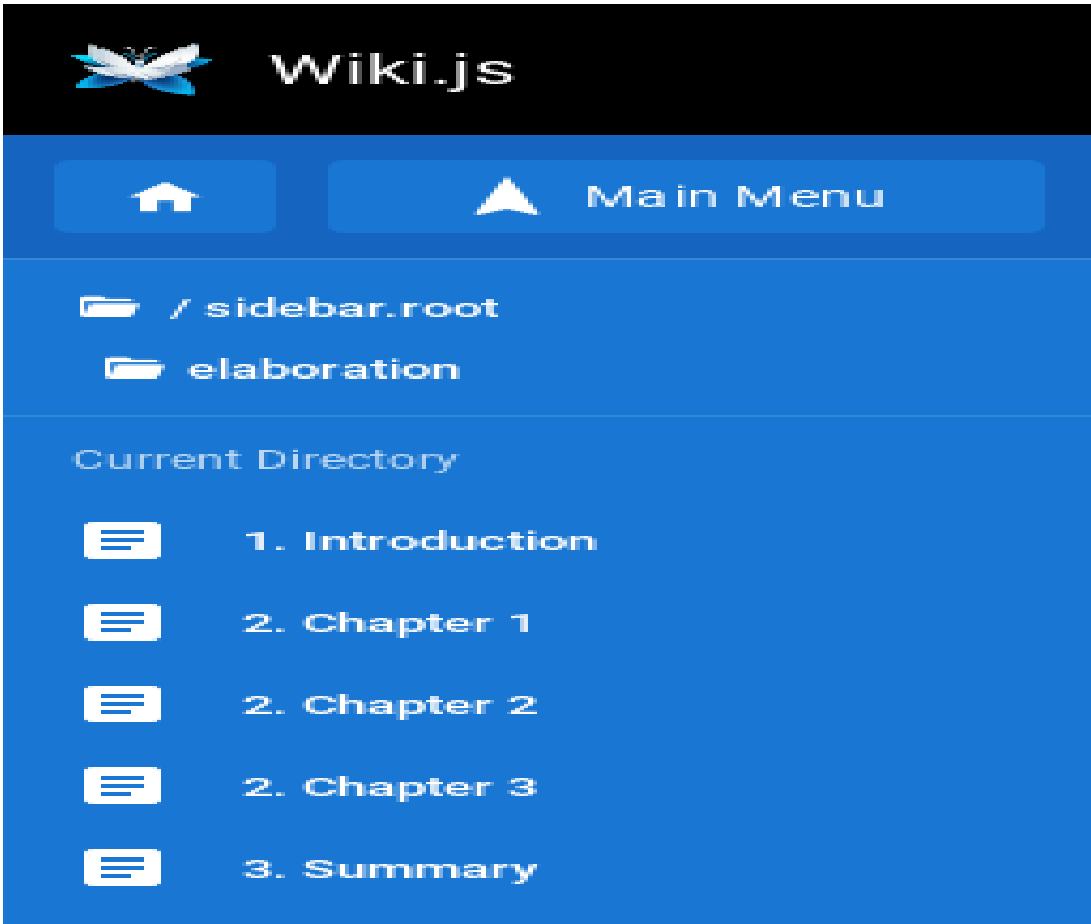 Wiki.js
Main Menu
/ sidebar.root
elaboration
Current Directory
1. Introduction
2. Chapter 1
2. Chapter 2
2. Chapter 3
3. Summary